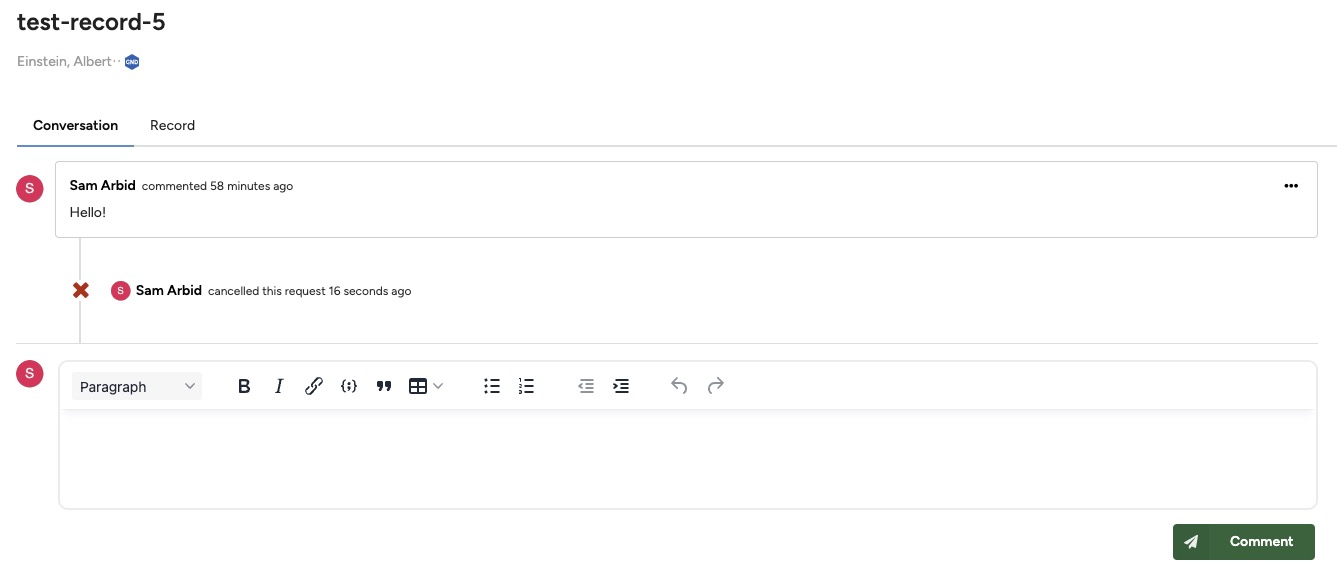 test-record-5
Einstein, Albert·· GND
Conversation Record
S
Sam Arbid commented 58 minutes ago •••
Hello!
S Sam Arbid cancelled this request 16 seconds ago
S
Paragraph B I
Comment